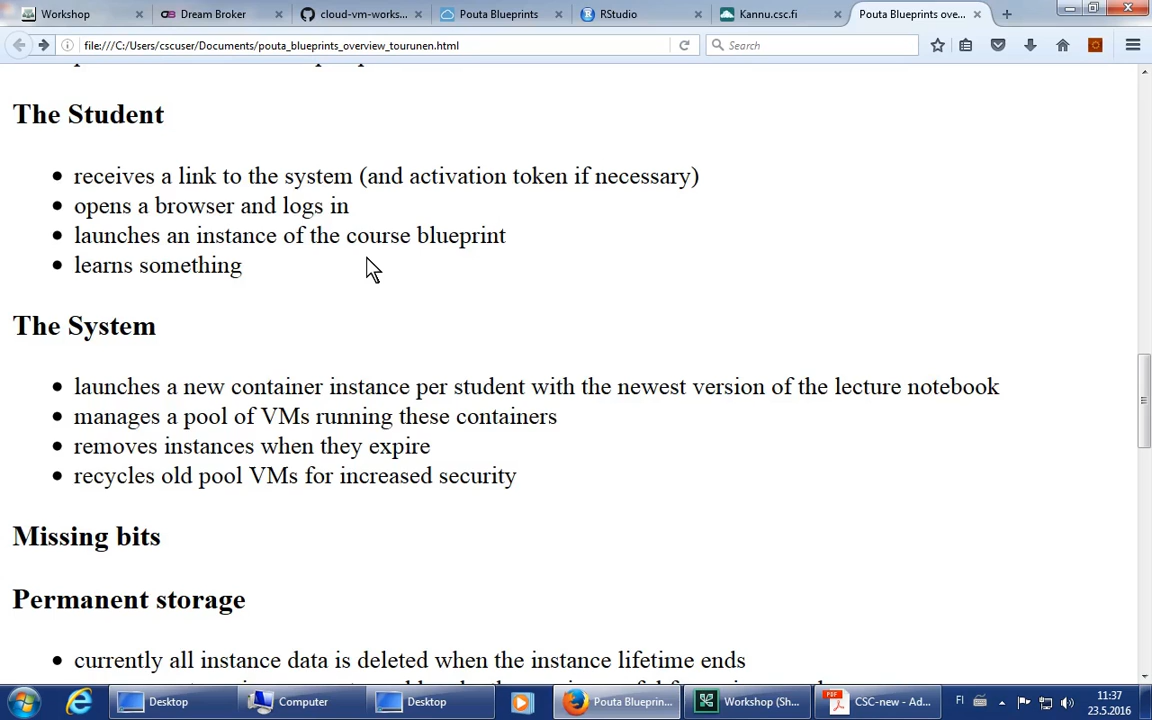 Workshop
Dream Broker
cloud-vm-works...
Pouta Blueprints
RStudio
Kannu.csc.fi
Pouta Blueprints ove...
file:///C:/Users/cscuser/Documents/pouta_blueprints_overview_tourunen.html
Search
The Student
receives a link to the system (and activation token if necessary)
opens a browser and logs in
launches an instance of the course blueprint
learns something
The System
launches a new container instance per student with the newest version of the lecture notebook
manages a pool of VMs running these containers
removes instances when they expire
recycles old pool VMs for increased security
Missing bits
Permanent storage
currently all instance data is deleted when the instance lifetime ends
Desktop
Computer
Desktop
Pouta Blueprin...
Workshop (Sh...
CSC-new - Ad...
FI
11:37
23.5.2016